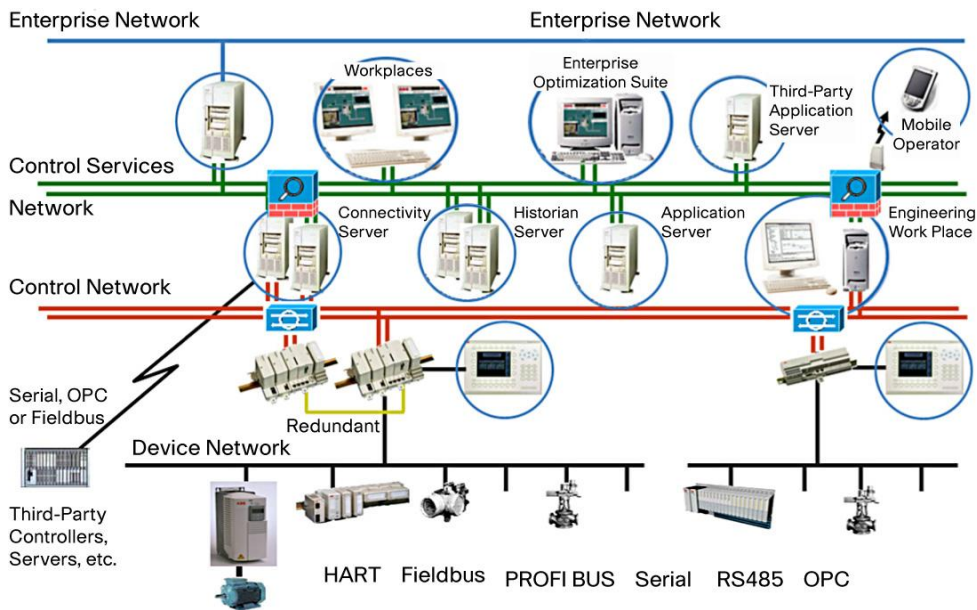 Enterprise Network
Enterprise Network
Workplaces
Enterprise
Optimization Suite
Third-Party
Application
Server
Mobile
Operator
Control Services
Network
Connectivity
Server
Historian
Server
Application
Server
Engineering
Work Place
Control Network
Serial, OPC
or Fieldbus
Redundant
Device Network
Third-Party
Controllers,
Servers, etc.
HART
Fieldbus
PROFI BUS
Serial
RS485
OPC